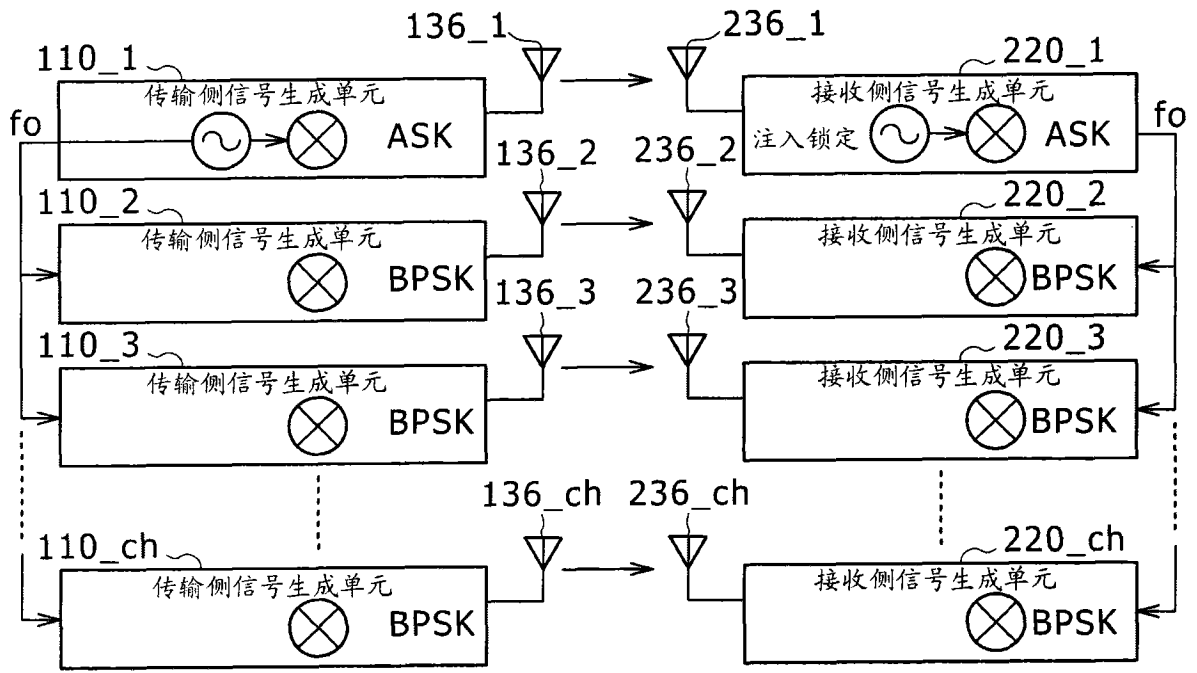 136_1
236_1
110_1
220_1
传输侧信号生成单元
接收侧信号生成单元
fo
ASK
注入锁定
ASK
fo
136_2
236_2
110_2
220_2
传输侧信号生成单元
接收侧信号生成单元
BPSK
BPSK
136_3
236_3
110_3
220_3
传输侧信号生成单元
接收侧信号生成单元
BPSK
BPSK
136_ch
236_ch
110_ch
220_ch
传输侧信号生成单元
接收侧信号生成单元
BPSK
BPSK